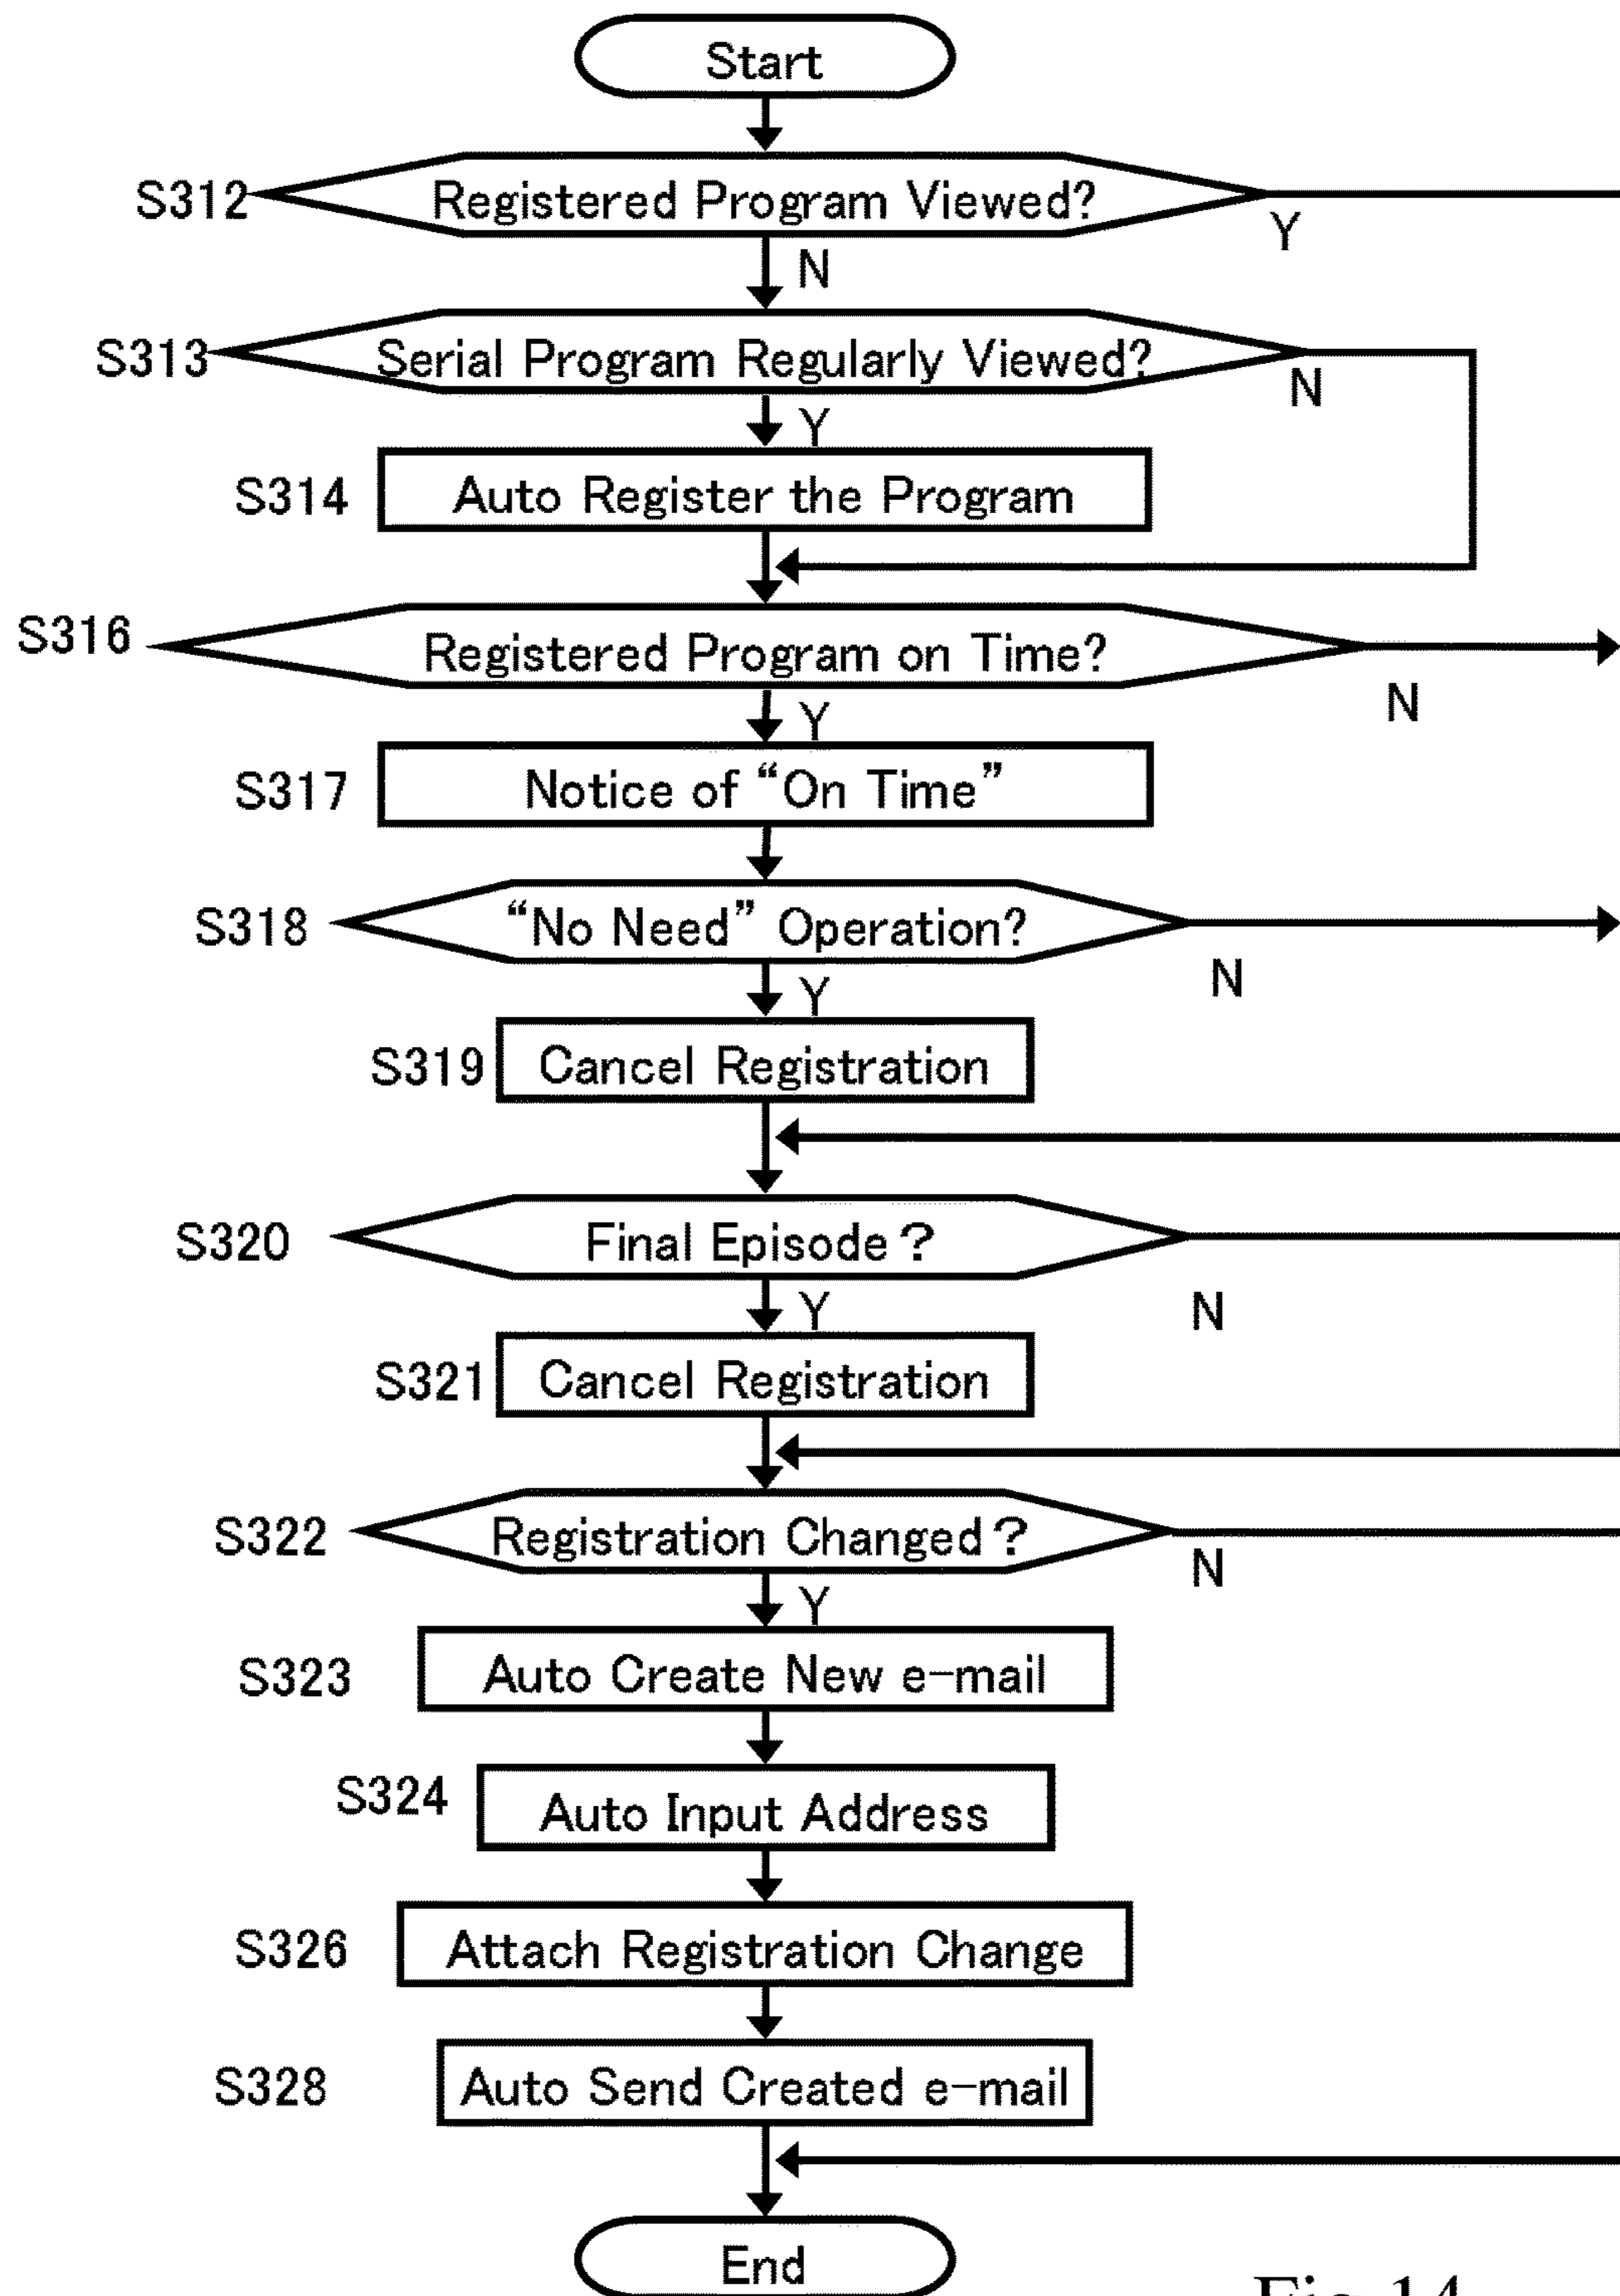 Start
S312 Registered Program Viewed?
Y
N
S313 Serial Program Regularly Viewed?
N
Y
S314 Auto Register the Program
S316 Registered Program on Time?
N
Y
S317 Notice of “On Time”
S318 “No Need” Operation?
N
Y
S319 Cancel Registration
S320 Final Episode?
N
Y
S321 Cancel Registration
S322 Registration Changed?
N
Y
S323 Auto Create New e-mail
S324 Auto Input Address
S326 Attach Registration Change
S328 Auto Send Created e-mail
End
Fig.14